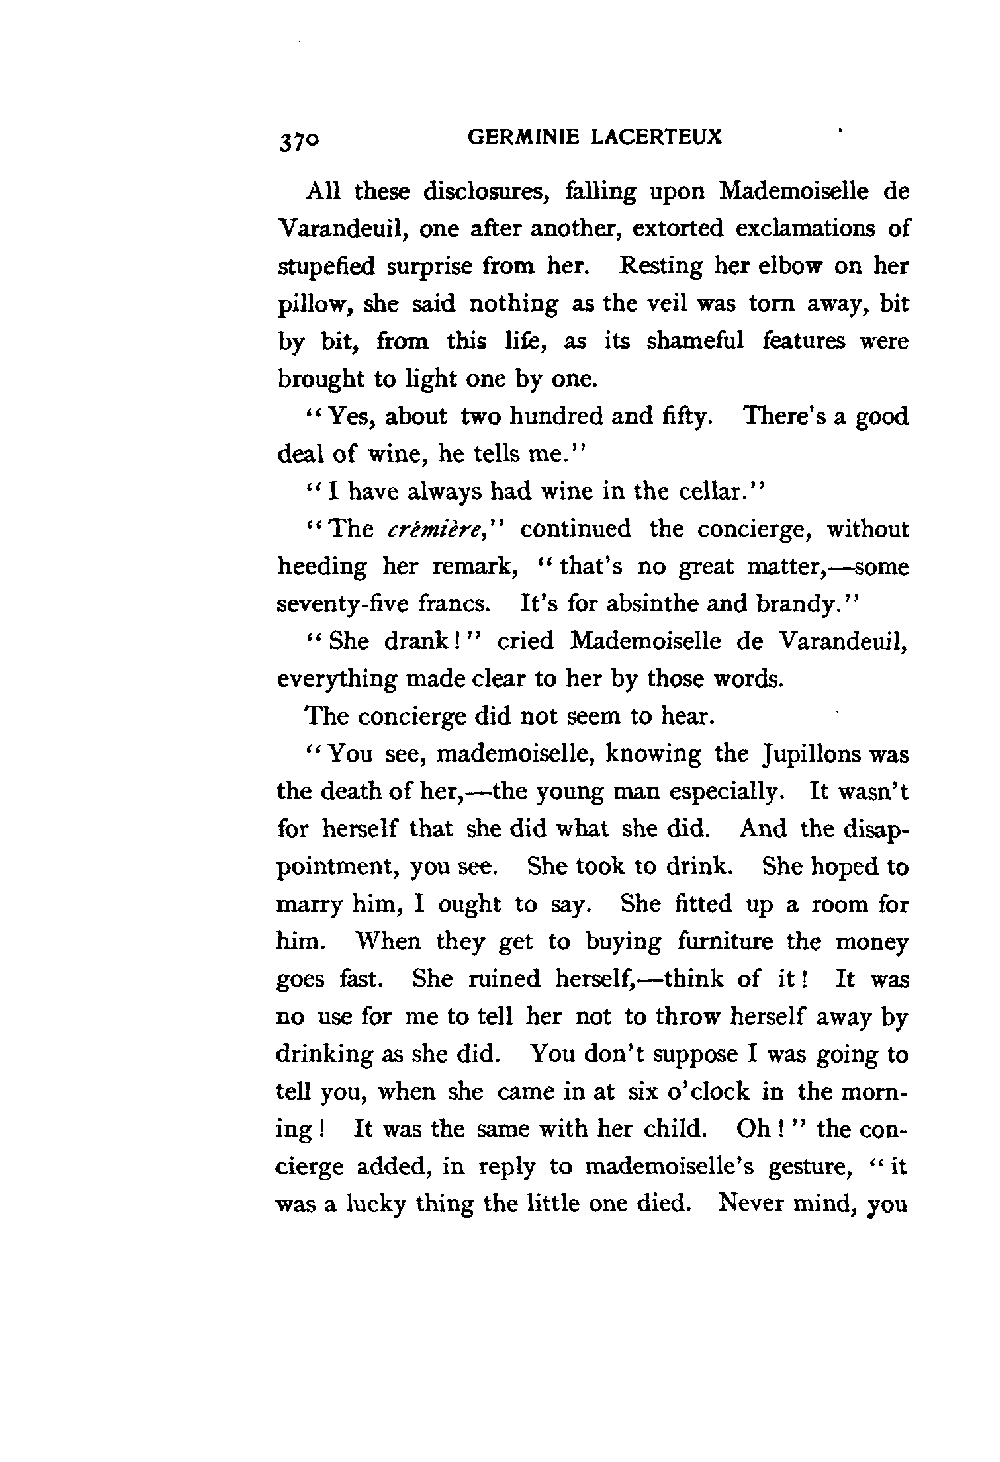 370 GERMINIE LACERTEUX
All these disclosures, falling upon Mademoiselle de
Varandeuil, one after another, extorted exclamations of
stupefied surprise from her. Resting her elbow on her
pillow, she said nothing as the veil was torn away, bit
by bit, from this life, as its shameful features were
brought to light one by one.
"Yes, about two hundred and fifty. There's a good
deal of wine, he tells me."
"I have always had wine in the cellar."
"The crèmière," continued the concierge, without
heeding her remark, "that's no great matter,—some
seventy-five francs. It's for absinthe and brandy."
"She drank!" cried Mademoiselle de Varandeuil,
everything made clear to her by those words.
The concierge did not seem to hear.
"You see, mademoiselle, knowing the Jupillons was
the death of her,—the young man especially. It wasn't
for herself that she did what she did. And the disap-
pointment, you see. She took to drink. She hoped to
marry him, I ought to say. She fitted up a room for
him. When they get to buying furniture the money
goes fast. She ruined herself,—think of it! It was
no use for me to tell her not to throw herself away by
drinking as she did. You don't suppose I was going to
tell you, when she came in at six o'clock in the morn-
ing! It was the same with her child. Oh!" the con-
cierge added, in reply to mademoiselle's gesture, "it
was a lucky thing the little one died. Never mind, you